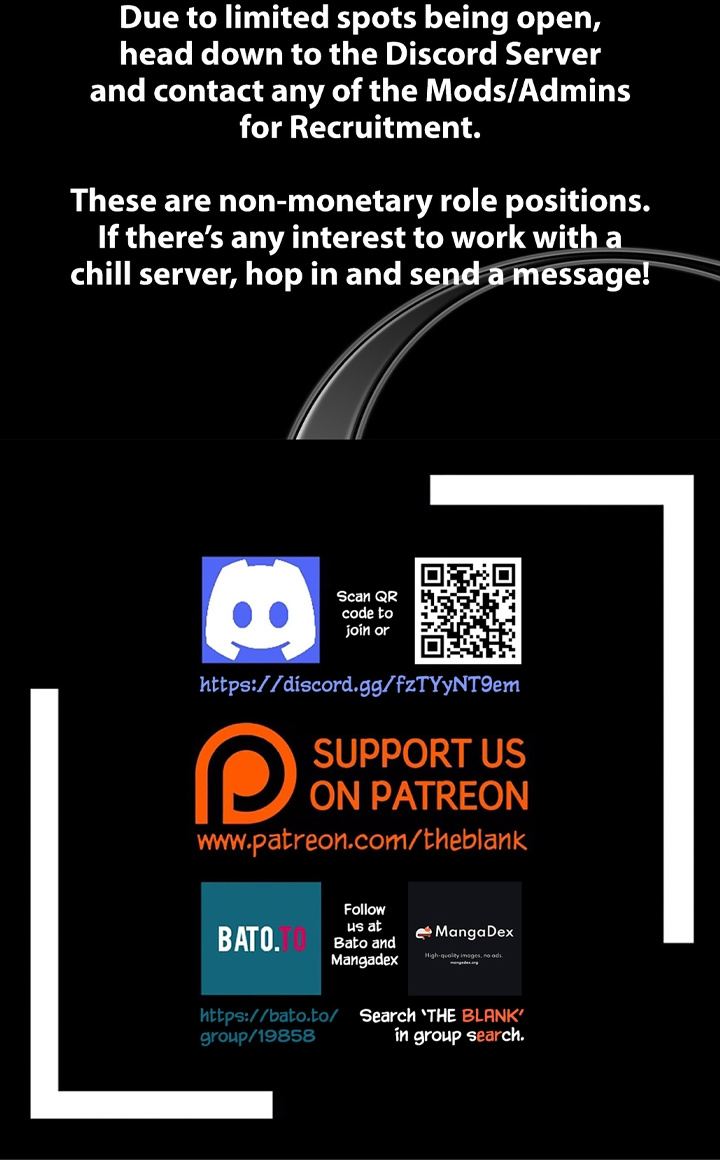 Due to limited spots being open,
head down to the Discord Server
and contact any of the Mods/Admins
for Recruitment.
These are non-monetary role positions.
If there's any interest to work with a
chill server, hop in and send a message!
Scan QR
code to
join or
https://discord.gg/fzTYyNT9em
SUPPORT US
ON PATREON
www.patreon.com/theblank
BATO.TO
Follow
us at
Bato and
Mangadex
MangaDex
High-quality images, no ads.
mangadex.org
https://bato.to/
group/19858
Search 'THE BLANK'
in group search.